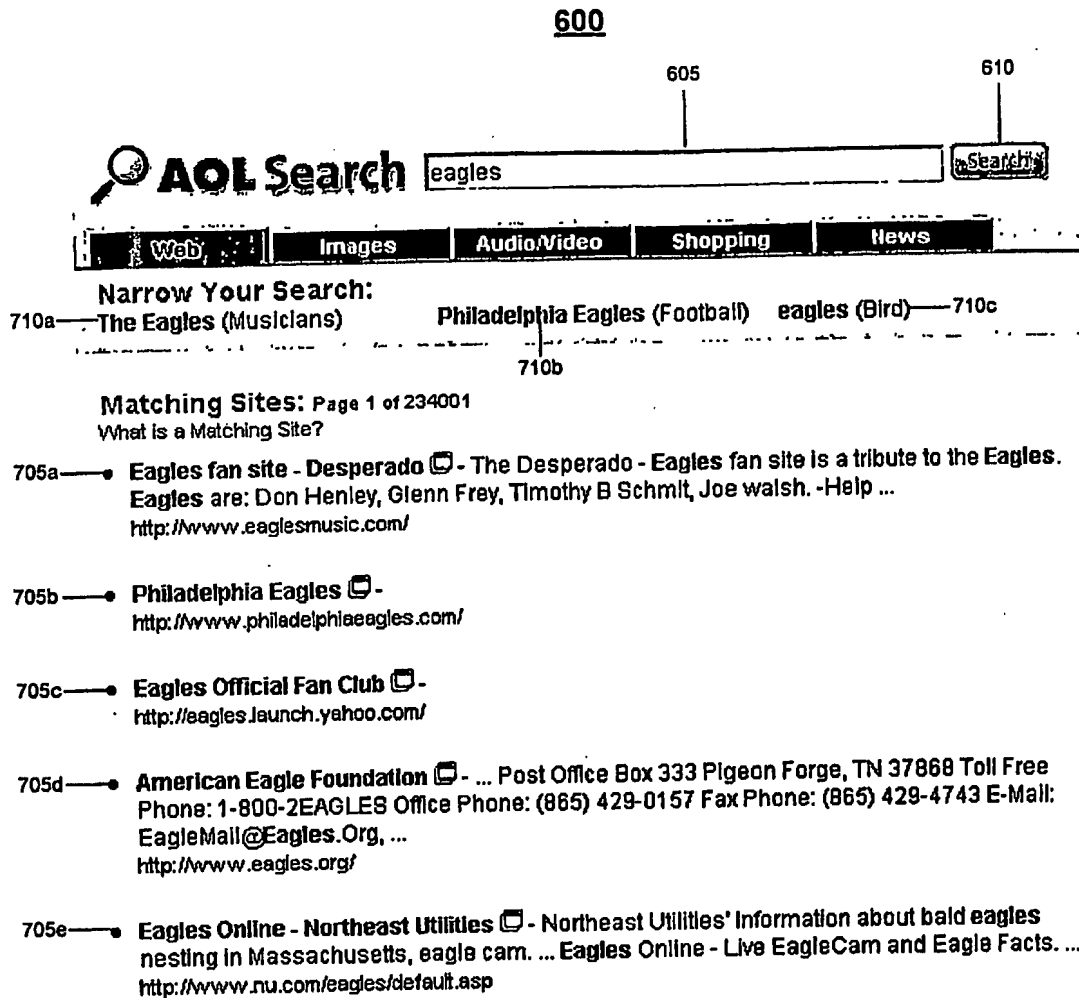 600
605 610
AOL Search eagles Search
Web Images Audio/Video Shopping News
Narrow Your Search:
710a The Eagles (Musicians) Philadelphia Eagles (Football) eagles (Bird) 710c
710b
Matching Sites: Page 1 of 234001
What is a Matching Site?
705a Eagles fan site - Desperado - The Desperado - Eagles fan site is a tribute to the Eagles.
Eagles are: Don Henley, Glenn Frey, Timothy B Schmit, Joe walsh. -Help ...
http://www.eaglesmusic.com/
705b Philadelphia Eagles -
http://www.philadelphiaeagles.com/
705c Eagles Official Fan Club -
http://eagles.launch.yahoo.com/
705d American Eagle Foundation - ... Post Office Box 333 Pigeon Forge, TN 37868 Toll Free
Phone: 1-800-2EAGLES Office Phone: (865) 429-0157 Fax Phone: (865) 429-4743 E-Mail:
EagleMail@Eagles.Org, ...
http://www.eagles.org/
705e Eagles Online - Northeast Utilities - Northeast Utilities' Information about bald eagles
nesting in Massachusetts, eagle cam. ... Eagles Online - Live EagleCam and Eagle Facts. ...
http://www.nu.com/eagles/default.asp